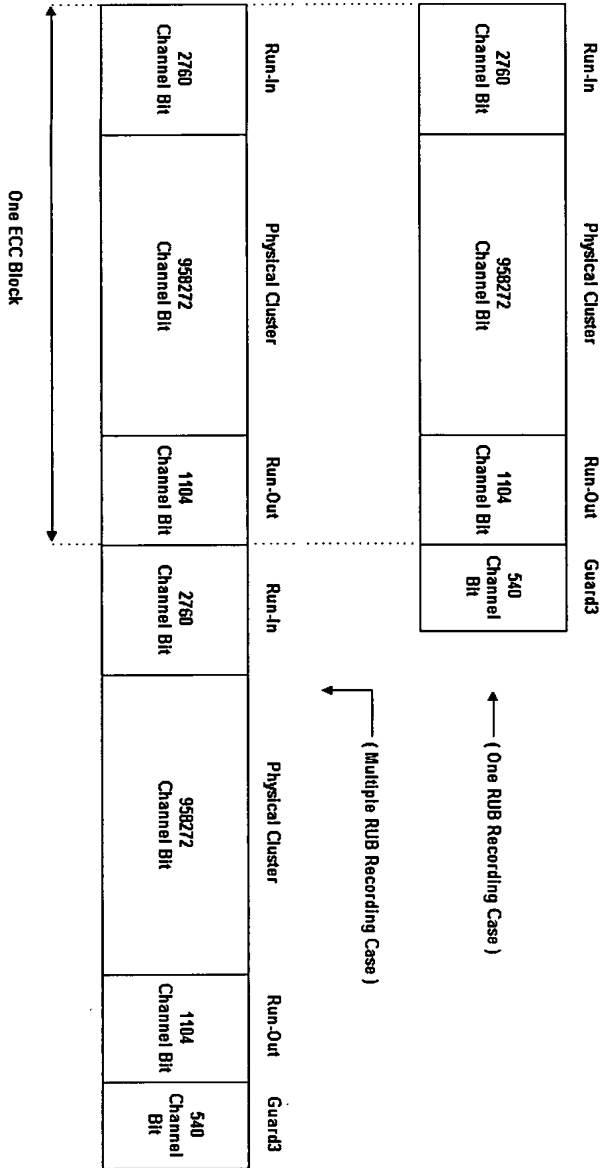 Run-In
Physical Cluster
Run-Out
Guard3
2760
Channel Bit
958272
Channel Bit
1104
Channel Bit
540
Channel
Bit
( One RUB Recording Case )
( Multiple RUB Recording Case )
Run-In
Physical Cluster
Run-Out
Run-In
Physical Cluster
Run-Out
Guard3
2760
Channel Bit
958272
Channel Bit
1104
Channel Bit
2760
Channel Bit
958272
Channel Bit
1104
Channel Bit
540
Channel
Bit
One ECC Block